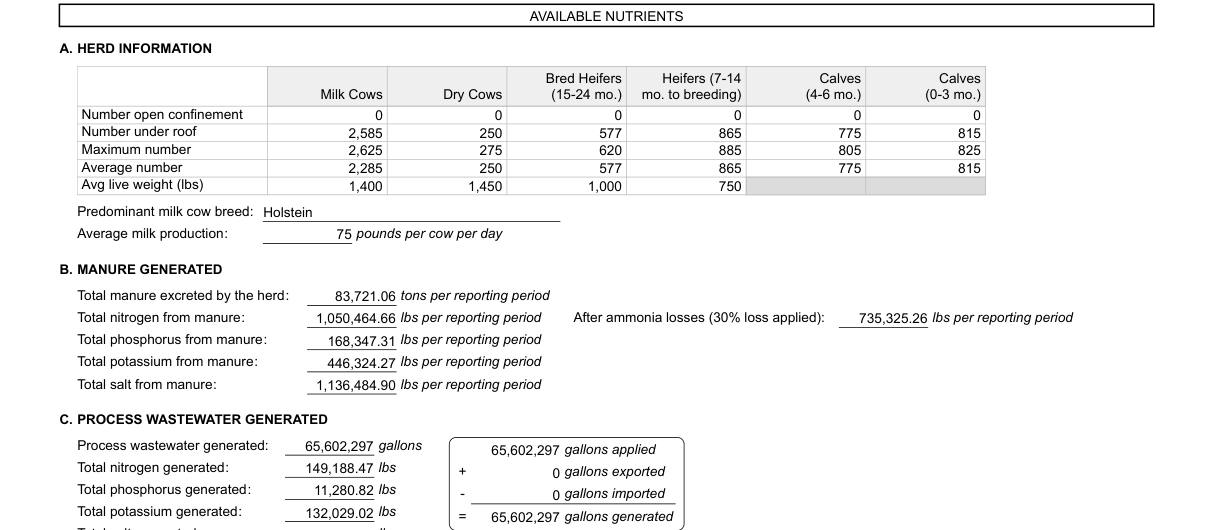 AVAILABLE NUTRIENTS
A. HERD INFORMATION
Milk Cows Dry Cows Bred Heifers (15-24 mo.) Heifers (7-14 mo. to breeding) Calves (4-6 mo.) Calves (0-3 mo.)
Number open confinement 0 0 0 0 0 0
Number under roof 2,585 250 577 865 775 815
Maximum number 2,625 275 620 885 805 825
Average number 2,285 250 577 865 775 815
Avg live weight (lbs) 1,400 1,450 1,000 750
Predominant milk cow breed: Holstein
Average milk production: 75 pounds per cow per day
B. MANURE GENERATED
Total manure excreted by the herd: 83,721.06 tons per reporting period
Total nitrogen from manure: 1,050,464.66 lbs per reporting period After ammonia losses (30% loss applied): 735,325.26 lbs per reporting period
Total phosphorus from manure: 168,347.31 lbs per reporting period
Total potassium from manure: 446,324.27 lbs per reporting period
Total salt from manure: 1,136,484.90 lbs per reporting period
C. PROCESS WASTEWATER GENERATED
Process wastewater generated: 65,602,297 gallons 65,602,297 gallons applied
Total nitrogen generated: 149,188.47 lbs + 0 gallons exported
Total phosphorus generated: 11,280.82 lbs - 0 gallons imported
Total potassium generated: 132,029.02 lbs = 65,602,297 gallons generated